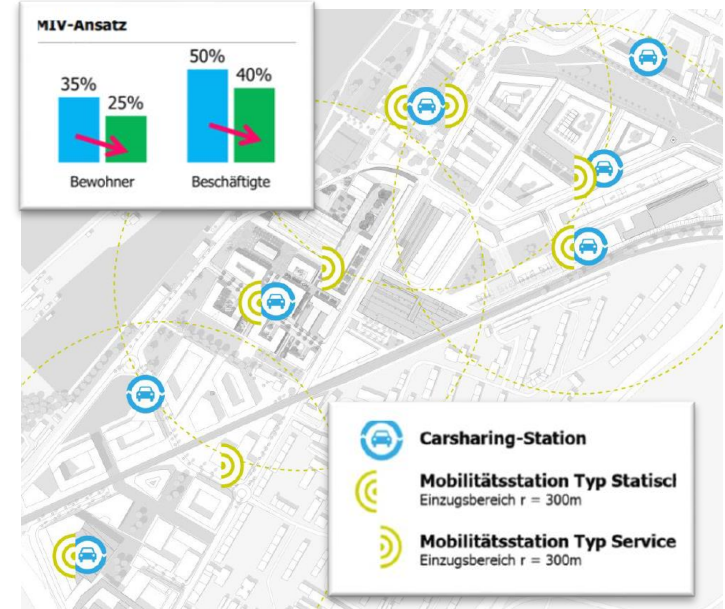 MIV-Ansatz
50%
40%
35%
25%
Bewohner Beschäftigte
Carsharing-Station
Mobilitätsstation Typ Statiscl
Einzugsbereich r = 300m
Mobilitätsstation Typ Service
Einzugsbereich r = 300m